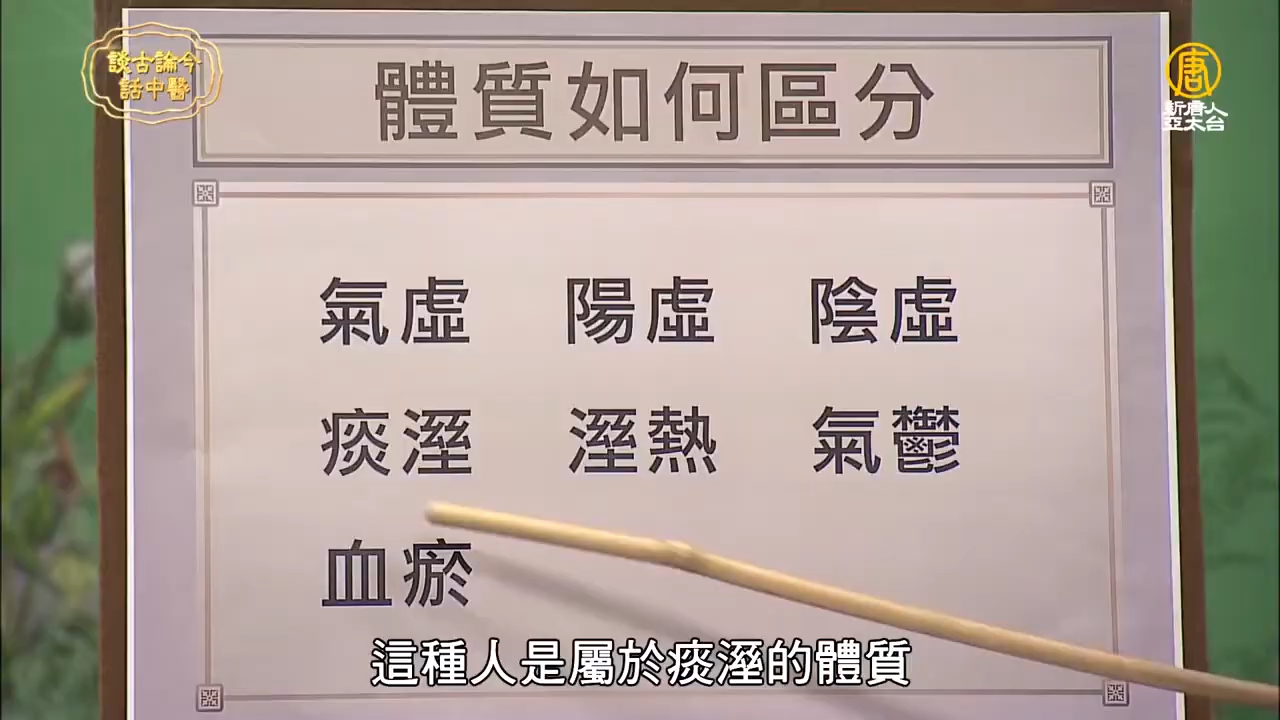 談古論今
話中醫
唐
新唐人
亞太台
體質如何區分
氣虛 陽虛 陰虛
痰溼 溼熱 氣鬱
血瘀
這種人是屬於痰溼的體質